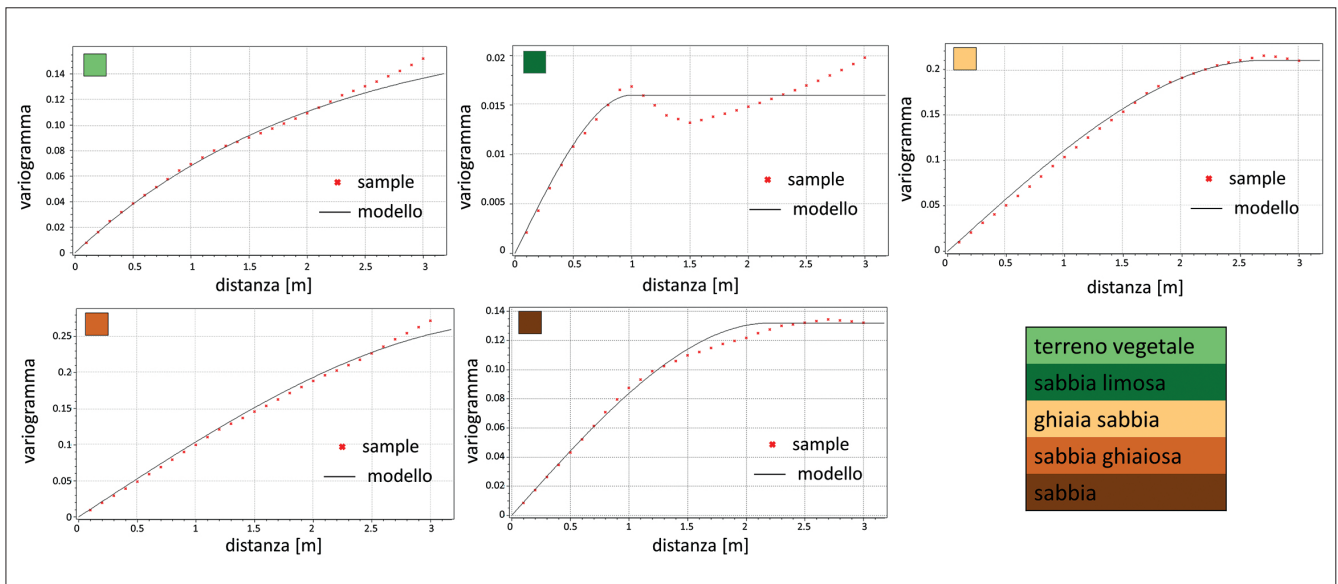 0.14
0.12
0.10
0.08
0.06
0.04
0.02
0
variogramma
sample
modello
0 0.5 1 1.5 2 2.5 3
distanza [m]
0.02
0.015
0.01
0.005
0
variogramma
sample
modello
0 0.5 1 1.5 2 2.5 3
distanza [m]
0.2
0.15
0.1
0.05
0
variogramma
sample
modello
0 0.5 1 1.5 2 2.5 3
distanza [m]
0.25
0.2
0.15
0.1
0.05
0
variogramma
sample
modello
0 0.5 1 1.5 2 2.5 3
distanza [m]
0.14
0.12
0.10
0.08
0.06
0.04
0.02
0
variogramma
sample
modello
0 0.5 1 1.5 2 2.5 3
distanza [m]
terreno vegetale
sabbia limosa
ghiaia sabbia
sabbia ghiaiosa
sabbia